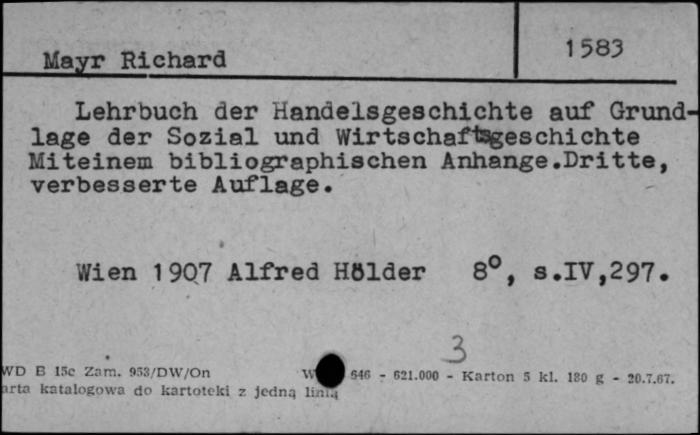 Mayr Richard
1583
Lehrbuch der Handelsgeschichte auf Grund-
lage der Sozial und Wirtschaftsgeschichte
Miteinem bibliographischen Anhange.Dritte,
verbesserte Auflage.
Wien 1907 Alfred Hölder 8°, s.IV,297.
3
WD E 15c Zam. 953/DW/On 646 - 621.000 - Karton 5 kl. 180 g - 20.7.67.
arta katalogowa do kartoteki z jedną linią